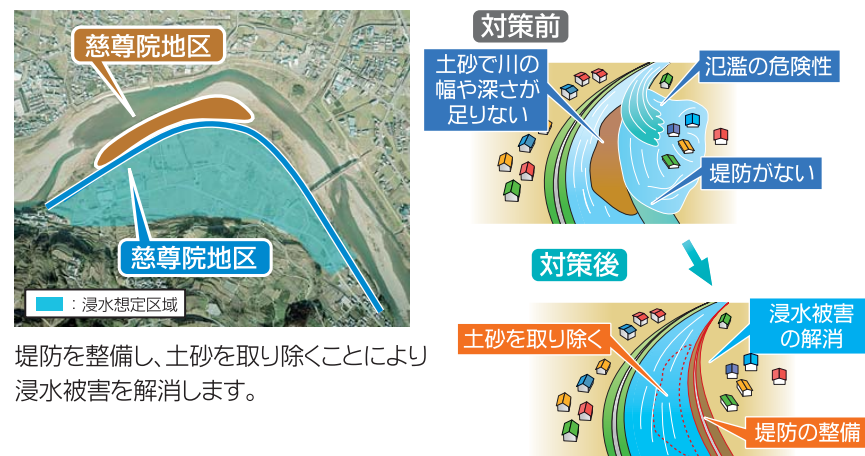 慈尊院地区
慈尊院地区
：浸水想定区域
堤防を整備し、土砂を取り除くことにより
浸水被害を解消します。
対策前
土砂で川の
幅や深さが
足りない
氾濫の危険性
堤防がない
対策後
土砂を取り除く
浸水被害
の解消
堤防の整備